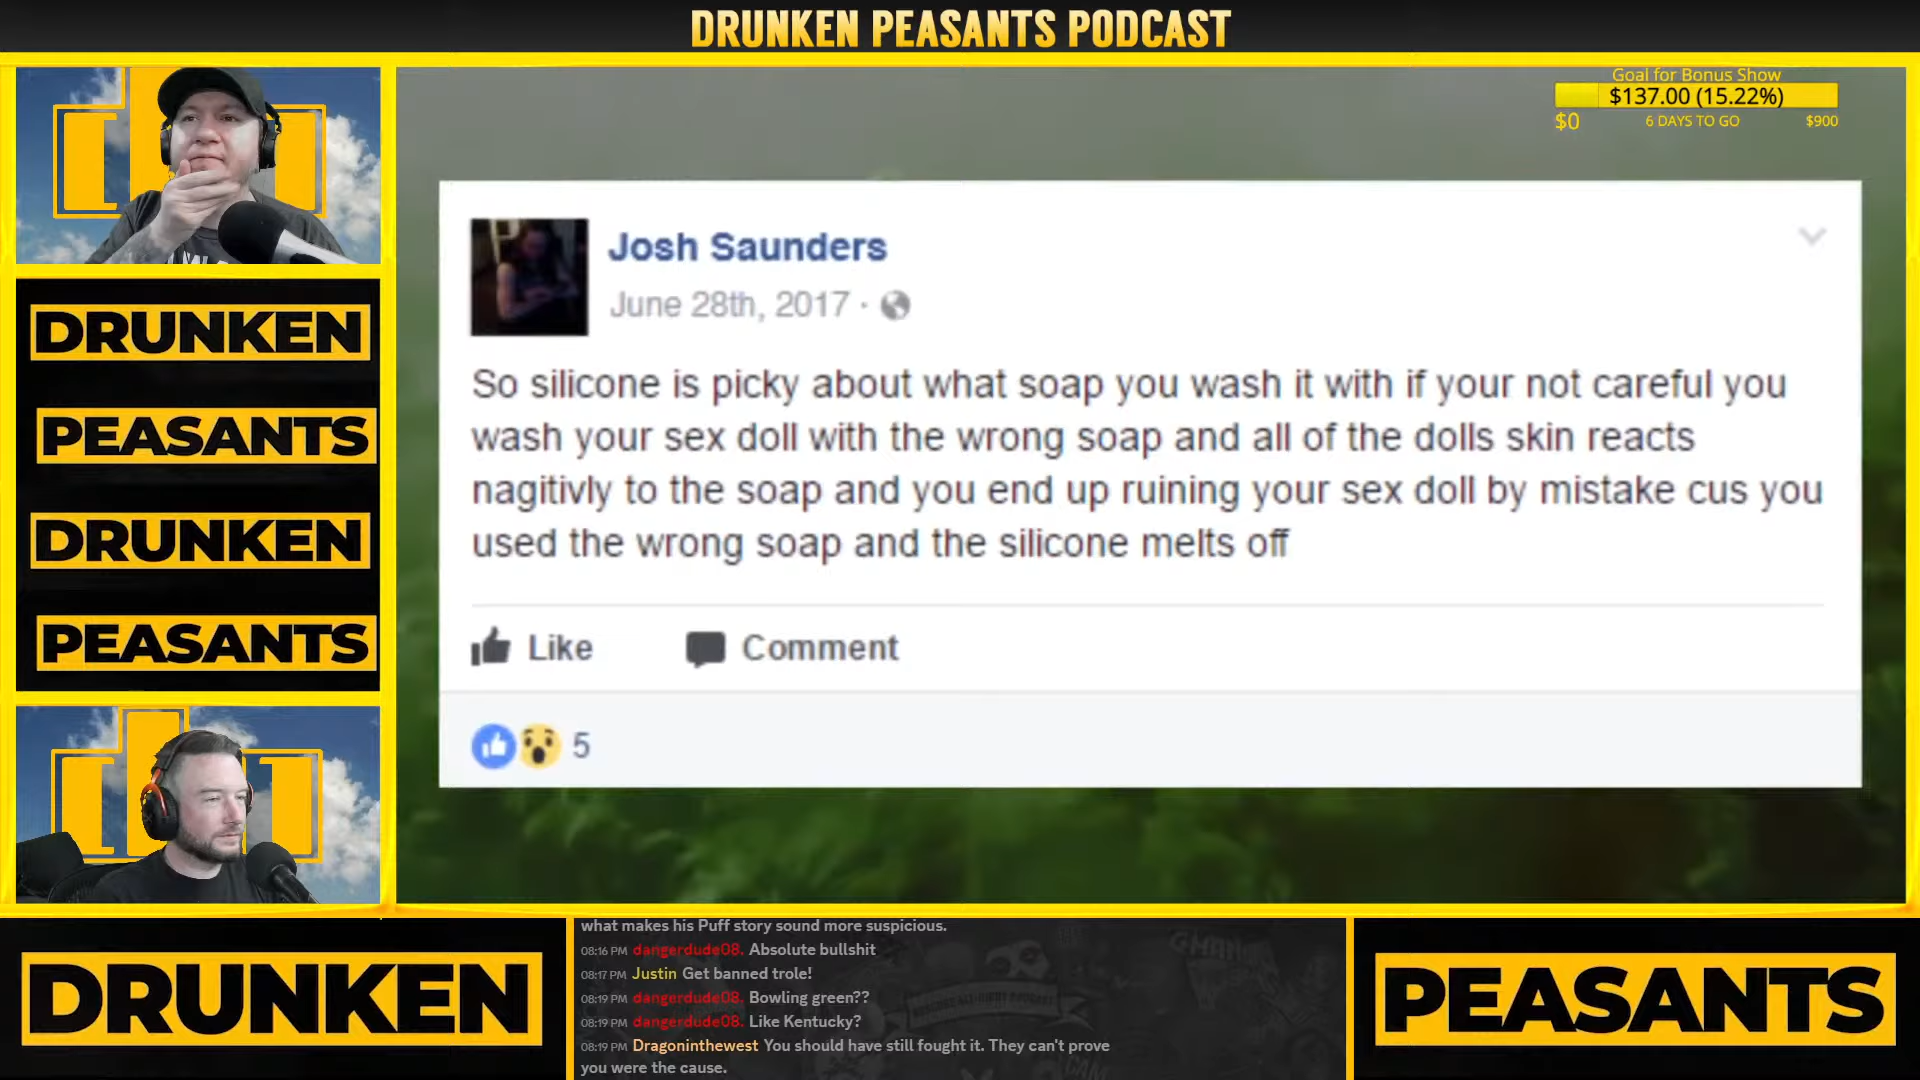 DRUNKEN PEASANTS PODCAST
Goal for Bonus Show
$137.00 (15.22%)
$0 6 DAYS TO GO $900
Josh Saunders
June 28th, 2017 ·
So silicone is picky about what soap you wash it with if your not careful you
wash your sex doll with the wrong soap and all of the dolls skin reacts
nagitivly to the soap and you end up ruining your sex doll by mistake cus you
used the wrong soap and the silicone melts off
Like Comment
5
DRUNKEN
PEASANTS
DRUNKEN
PEASANTS
DRUNKEN
what makes his Puff story sound more suspicious.
08:16 PM dangerdude08. Absolute bullshit
08:17 PM Justin Get banned trole!
08:19 PM dangerdude08. Bowling green??
08:19 PM dangerdude08. Like Kentucky?
08:19 PM Dragoninthewest You should have still fought it. They can't prove
you were the cause.
PEASANTS